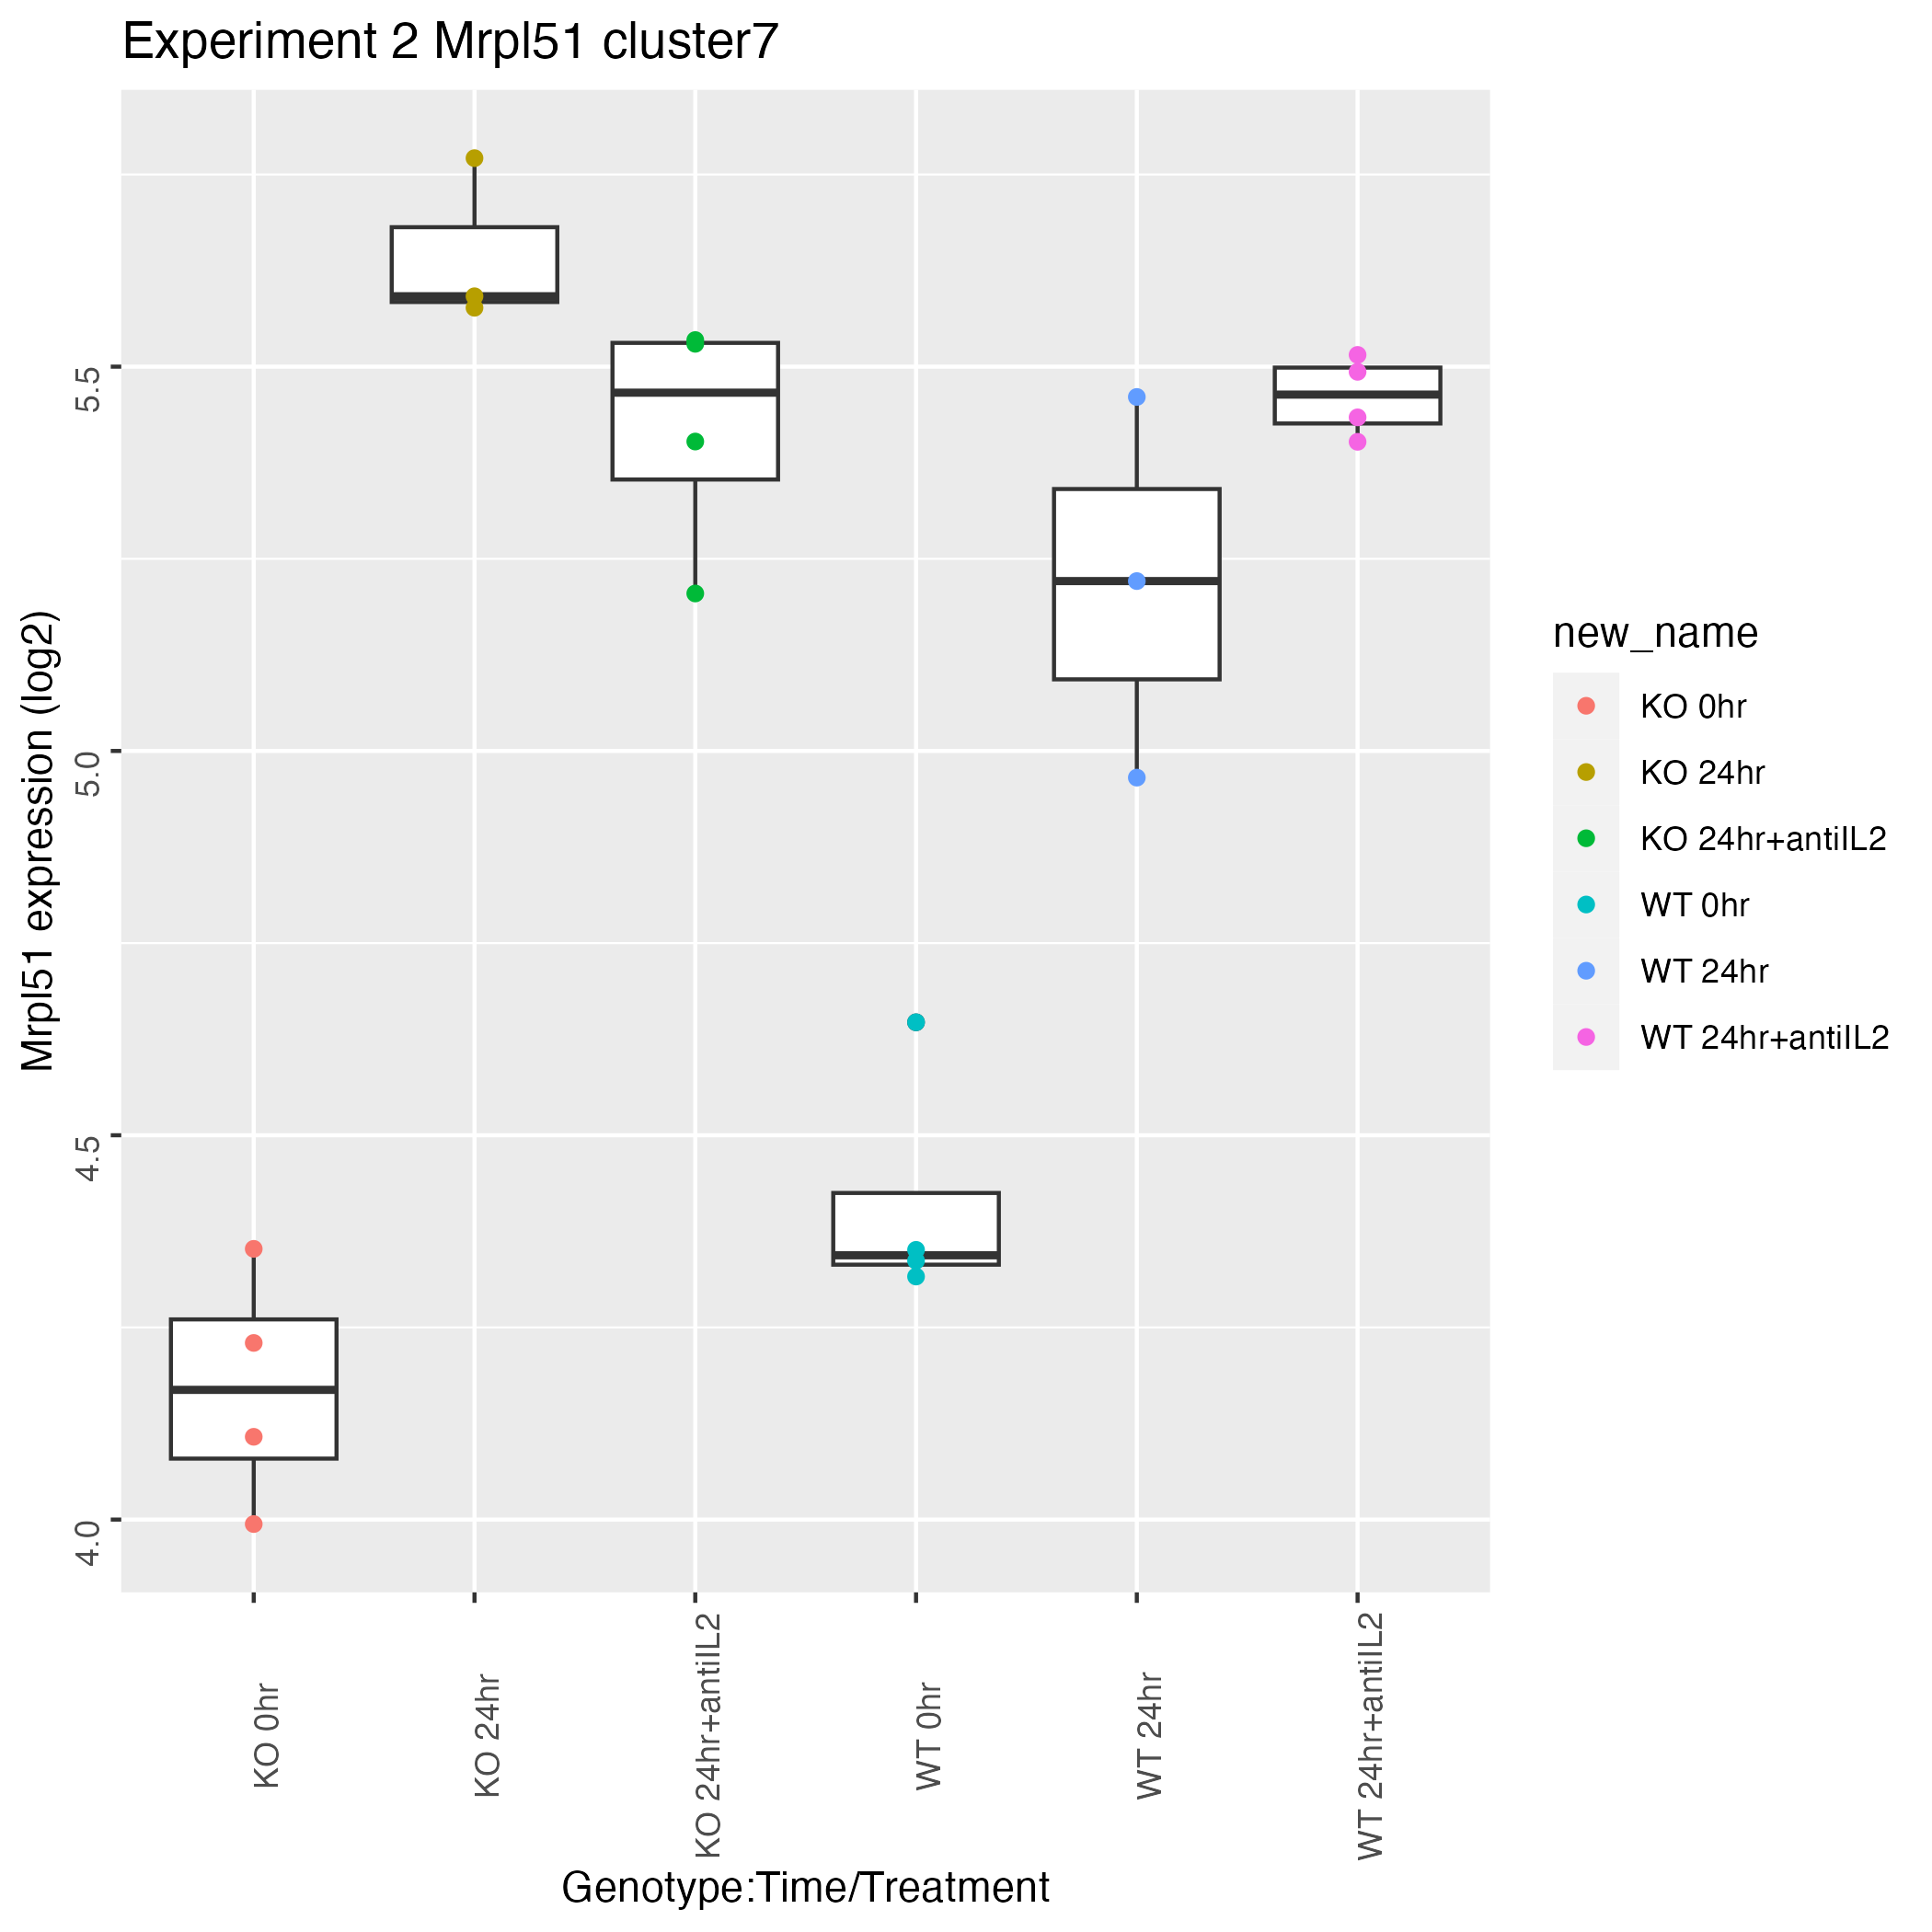 Experiment 2 Mrpl51 cluster7
Mrpl51 expression (log2)
5.5
5.0
4.5
4.0
KO 0hr
KO 24hr
KO 24hr+antiIL2
WT 0hr
WT 24hr
WT 24hr+antiIL2
Genotype:Time/Treatment
new_name
KO 0hr
KO 24hr
KO 24hr+antiIL2
WT 0hr
WT 24hr
WT 24hr+antiIL2